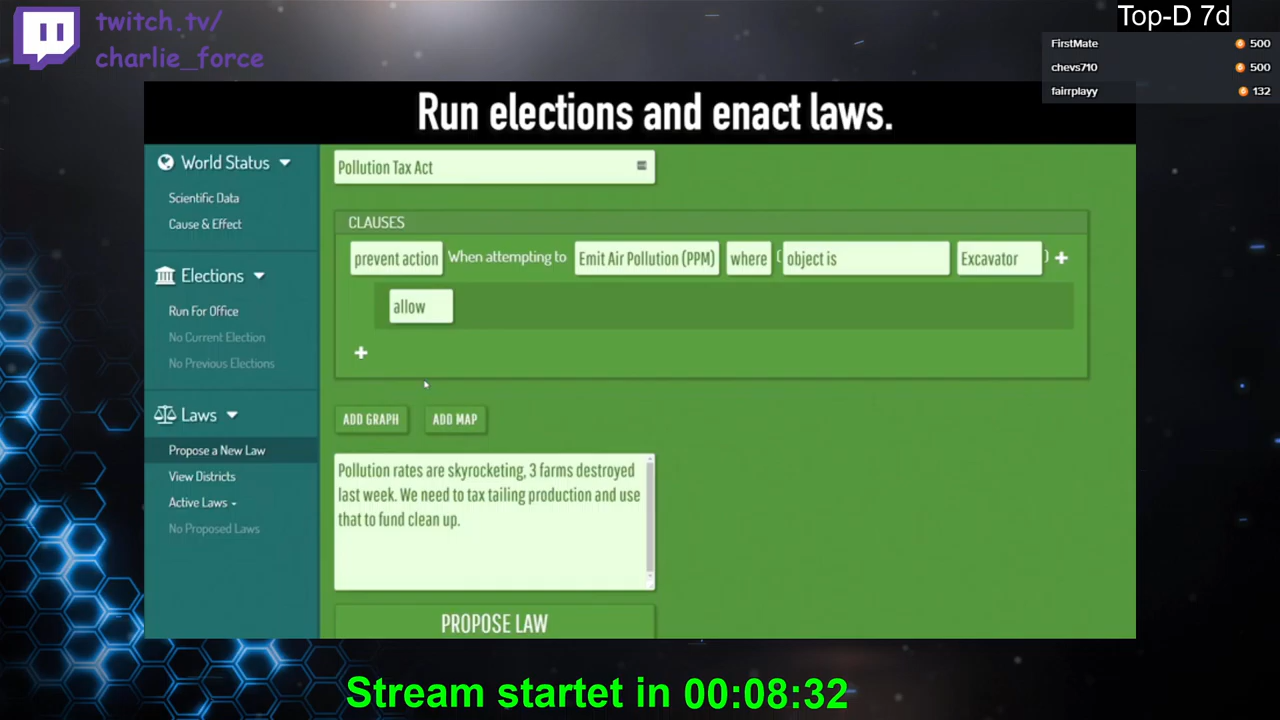 twitch.tv/
charlie_force
Top-D 7d
FirstMate 500
chevs710 500
fairrplayy 132
Run elections and enact laws.
World Status
Scientific Data
Cause & Effect
Elections
Run For Office
No Current Election
No Previous Elections
Laws
Propose a New Law
View Districts
Active Laws
No Proposed Laws
Pollution Tax Act
CLAUSES
prevent action When attempting to Emit Air Pollution (PPM) where ( object is Excavator ) +
allow
+
ADD GRAPH ADD MAP
Pollution rates are skyrocketing, 3 farms destroyed
last week. We need to tax tailing production and use
that to fund clean up.
PROPOSE LAW
Stream startet in 00:08:32